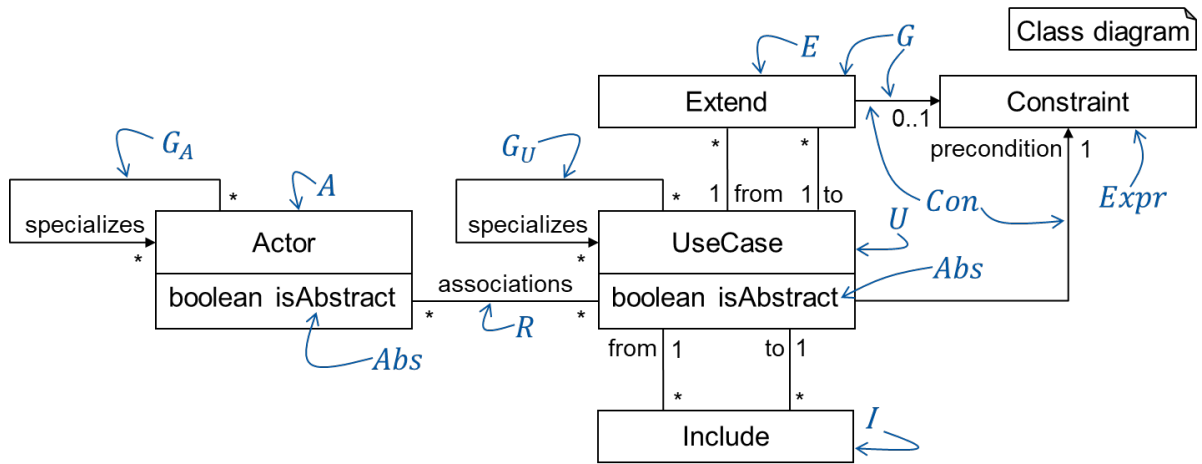 Class diagram
E
G
Extend
0..1
Constraint
G_A
G_U
*
*
precondition
1
A
1
from
1
to
Con
Expr
specializes
*
*
Actor
specializes
*
*
UseCase
U
Abs
boolean isAbstract
associations
*
*
R
boolean isAbstract
Abs
from
1
to
1
*
*
Include
I